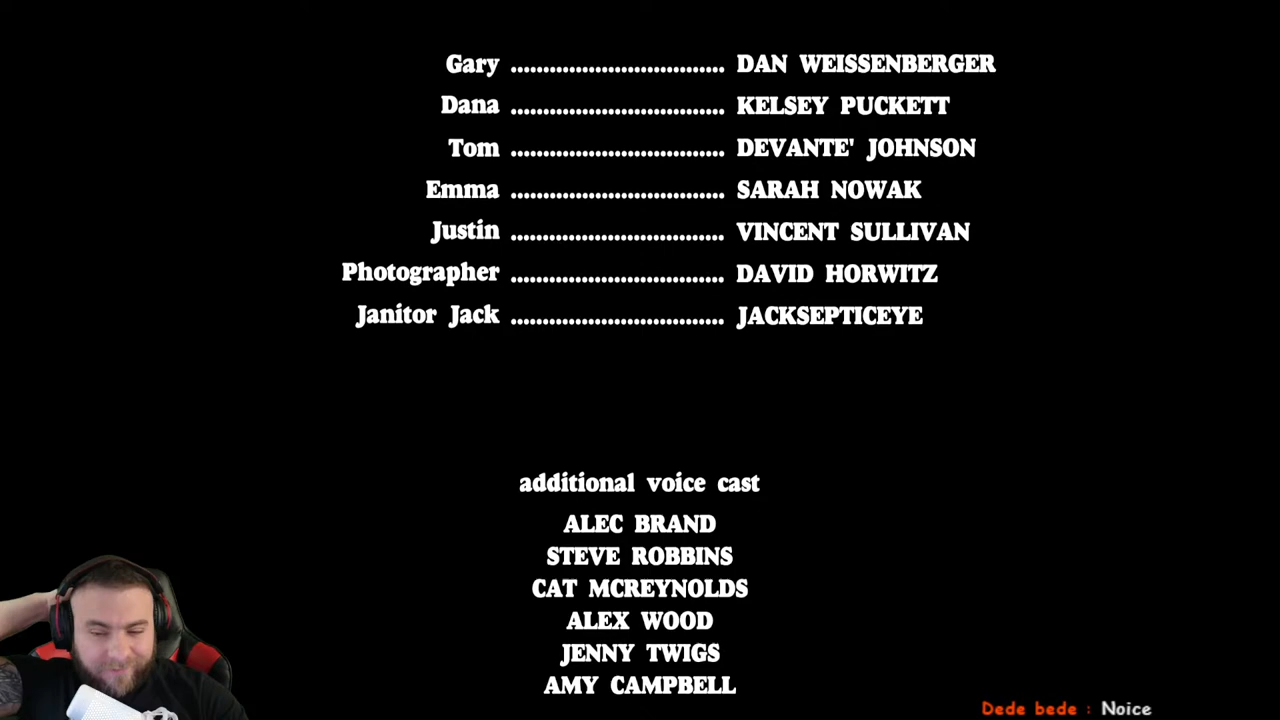 Gary ................................. DAN WEISSENBERGER
Dana ................................. KELSEY PUCKETT
Tom ................................. DEVANTE' JOHNSON
Emma ................................. SARAH NOWAK
Justin ................................. VINCENT SULLIVAN
Photographer ................................. DAVID HORWITZ
Janitor Jack ................................. JACKSEPTICEYE
additional voice cast
ALEC BRAND
STEVE ROBBINS
CAT MCREYNOLDS
ALEX WOOD
JENNY TWIGS
AMY CAMPBELL
Dede bede : Noice